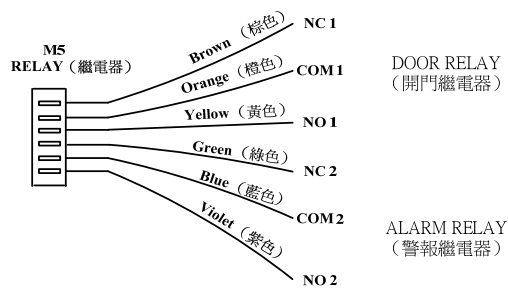 M5
RELAY（繼電器）
Brown（棕色） NC 1
Orange（橙色） COM 1
Yellow（黃色） NO 1
Green（綠色） NC 2
Blue（藍色） COM 2
Violet（紫色） NO 2
DOOR RELAY
（開門繼電器）
ALARM RELAY
（警報繼電器）